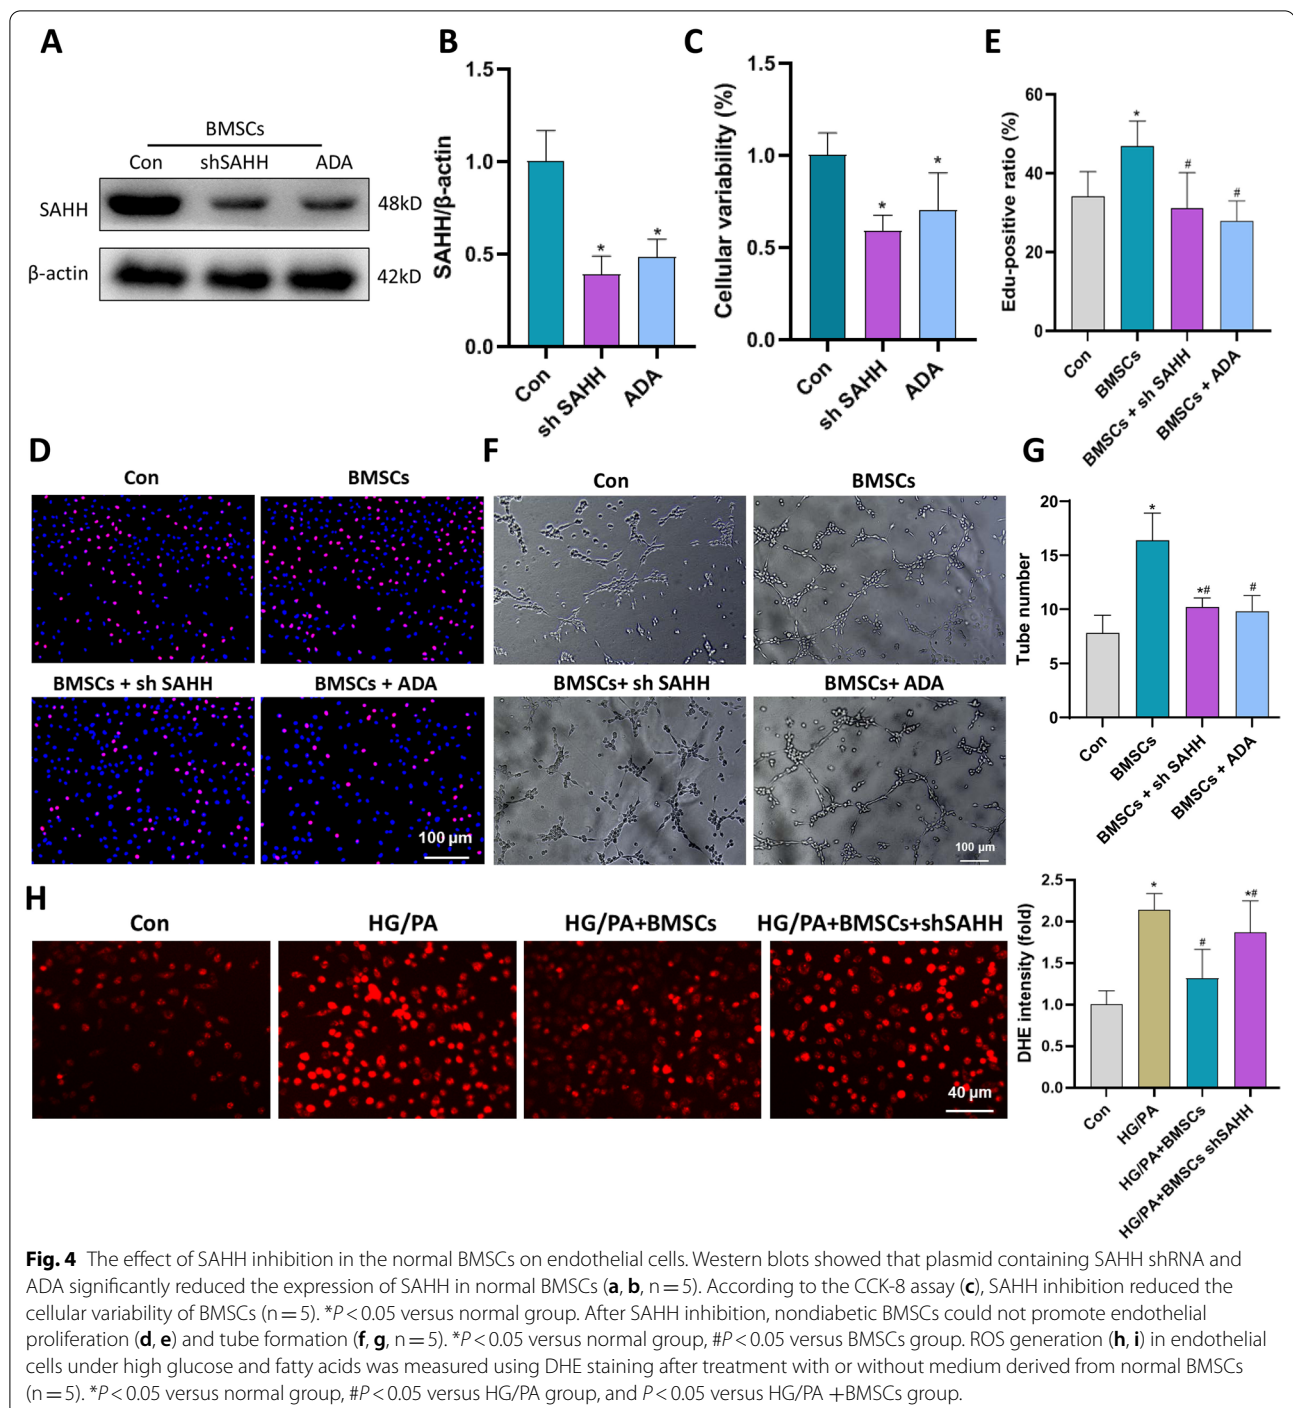 A
BMSCs
Con shSAHH ADA
SAHH 48kD
β-actin 42kD
B
SAHH/β-actin
1.5
1.0
0.5
0.0
* *
Con sh SAHH ADA
C
Cellular variability (%)
1.5
1.0
0.5
0.0
* *
Con sh SAHH ADA
E
Edu-positive ratio (%)
60
40
20
0
* # #
Con BMSCs BMSCs + sh SAHH BMSCs + ADA
D
Con BMSCs
BMSCs + sh SAHH BMSCs + ADA
100 μm
F
Con BMSCs
BMSCs+ sh SAHH BMSCs+ ADA
100 μm
G
Tube number
20
15
10
5
0
* *# #
Con BMSCs BMSCs + sh SAHH BMSCs + ADA
H
Con HG/PA HG/PA+BMSCs HG/PA+BMSCs+shSAHH
40 μm
DHE intensity (fold)
2.5
2.0
1.5
1.0
0.5
0.0
* # *#
Con HG/PA HG/PA+BMSCs HG/PA+BMSCs shSAHH
Fig. 4 The effect of SAHH inhibition in the normal BMSCs on endothelial cells. Western blots showed that plasmid containing SAHH shRNA and
ADA significantly reduced the expression of SAHH in normal BMSCs (a, b, n = 5). According to the CCK-8 assay (c), SAHH inhibition reduced the
cellular variability of BMSCs (n = 5). *P < 0.05 versus normal group. After SAHH inhibition, nondiabetic BMSCs could not promote endothelial
proliferation (d, e) and tube formation (f, g, n = 5). *P < 0.05 versus normal group, #P < 0.05 versus BMSCs group. ROS generation (h, i) in endothelial
cells under high glucose and fatty acids was measured using DHE staining after treatment with or without medium derived from normal BMSCs
(n = 5). *P < 0.05 versus normal group, #P < 0.05 versus HG/PA group, and P < 0.05 versus HG/PA +BMSCs group.